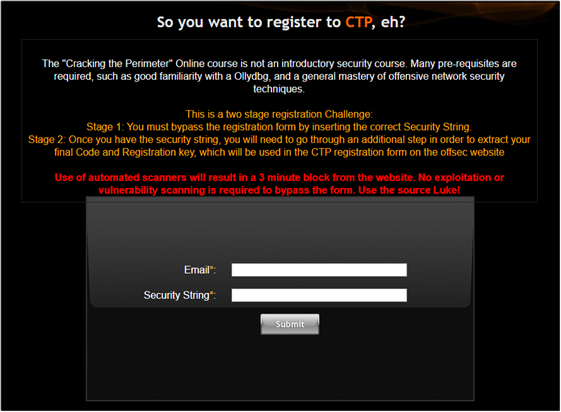 So you want to register to CTP, eh?
The "Cracking the Perimeter" Online course is not an introductory security course. Many pre-requisites are
required, such as good familiarity with a Ollydbg, and a general mastery of offensive network security
techniques.
This is a two stage registration Challenge:
Stage 1: You must bypass the registration form by inserting the correct Security String.
Stage 2: Once you have the security string, you will need to go through an additional step in order to extract your
final Code and Registration key, which will be used in the CTP registration form on the offsec website
Use of automated scanners will result in a 3 minute block from the website. No exploitation or
vulnerability scanning is required to bypass the form. Use the source Luke!
Email*:
Security String*:
Submit